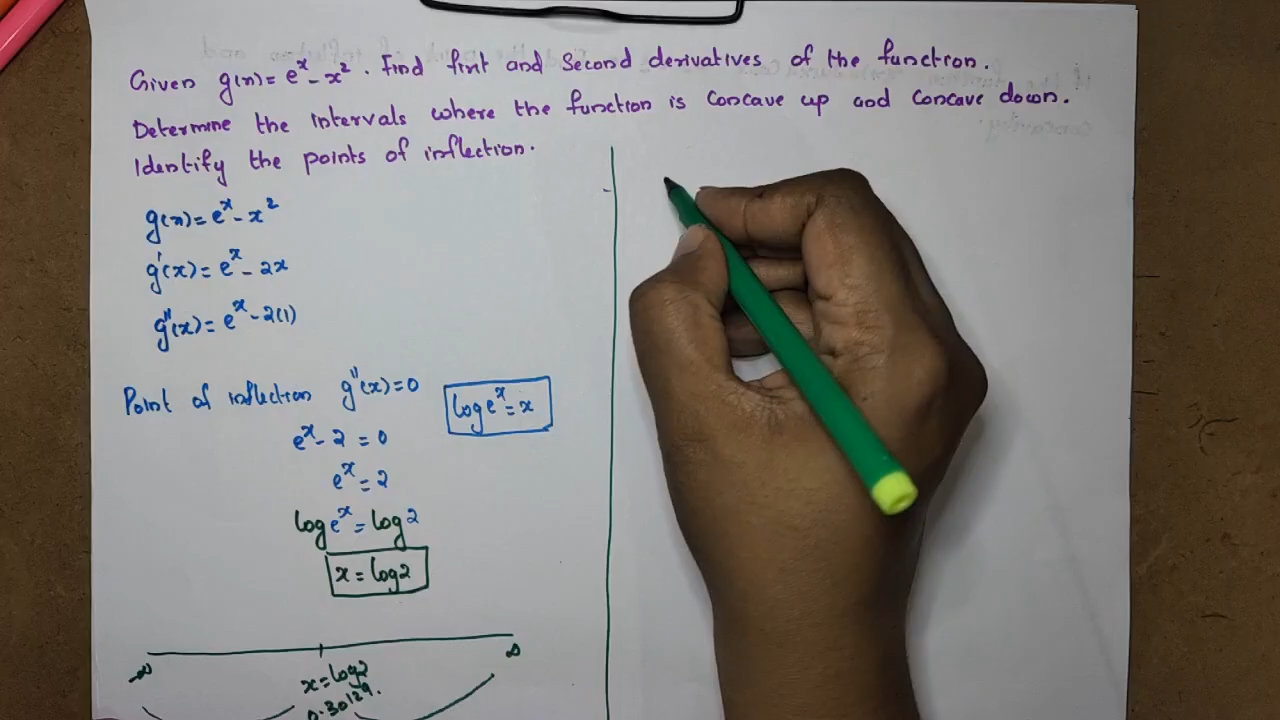 Given g(x) = e^x - x^2. Find first and Second derivatives of the function.
Determine the intervals where the function is Concave up and Concave down.
Identify the points of inflection.
g(x) = e^x - x^2
g'(x) = e^x - 2x
g''(x) = e^x - 2(1)
Point of inflection g''(x) = 0
log e^x = x
e^x - 2 = 0
e^x = 2
log e^x = log 2
x = log 2
-∞
∞
x = log 2